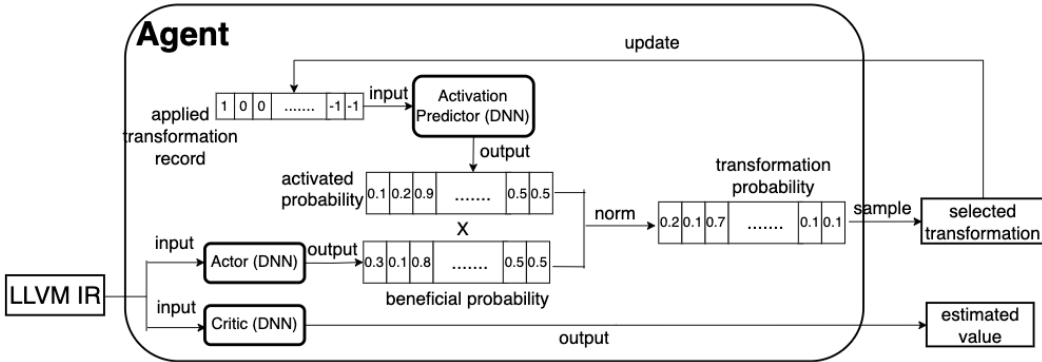 Agent
update
input
Activation
Predictor (DNN)
1 0 0 ....... -1 -1
applied
transformation
record
output
activated
probability
0.1 0.2 0.9 ....... 0.5 0.5
X
norm
transformation
probability
0.2 0.1 0.7 ....... 0.1 0.1
sample
selected
transformation
input
Actor (DNN)
output
0.3 0.1 0.8 ....... 0.5 0.5
beneficial probability
LLVM IR
input
Critic (DNN)
output
estimated
value